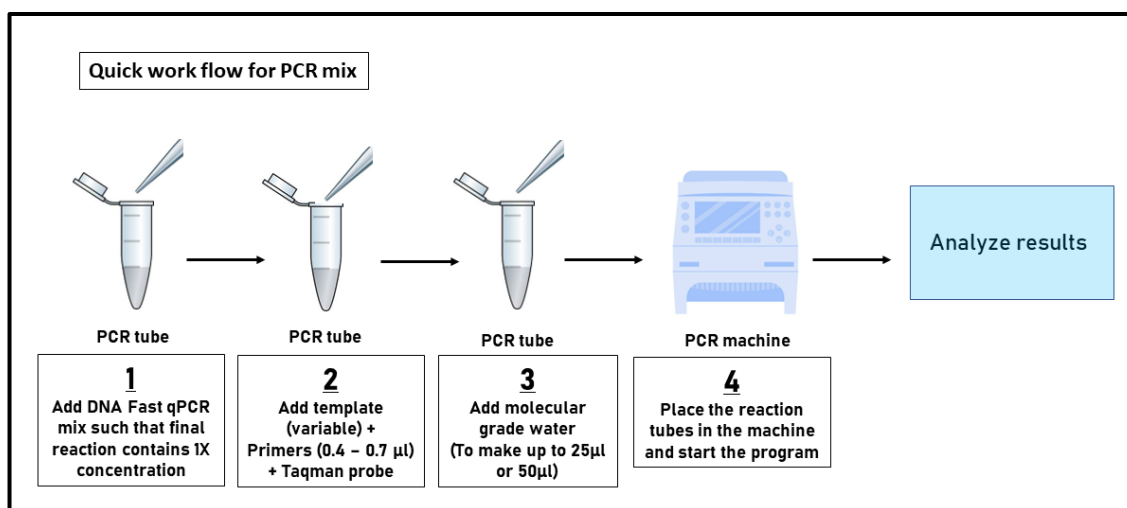 Quick work flow for PCR mix
PCR tube
PCR tube
PCR tube
PCR machine
Analyze results
1
Add DNA Fast qPCR
mix such that final
reaction contains 1X
concentration
2
Add template
(variable) +
Primers (0.4 – 0.7 µl)
+ Taqman probe
3
Add molecular
grade water
(To make up to 25µl
or 50µl)
4
Place the reaction
tubes in the machine
and start the program